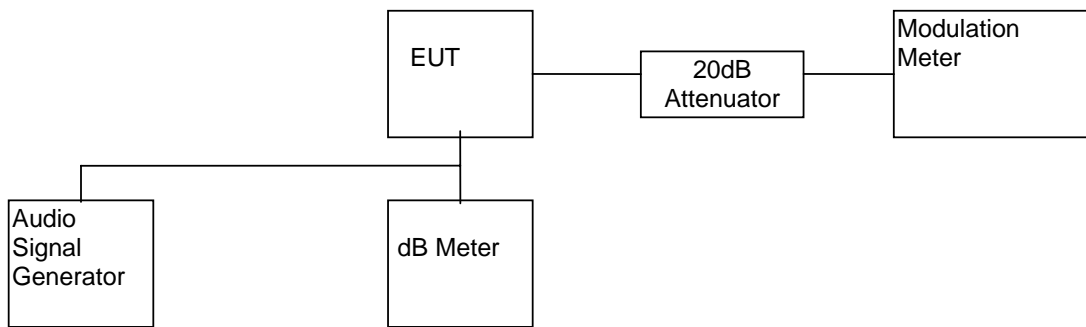 EUT
20dB
Attenuator
Modulation
Meter
Audio
Signal
Generator
dB Meter